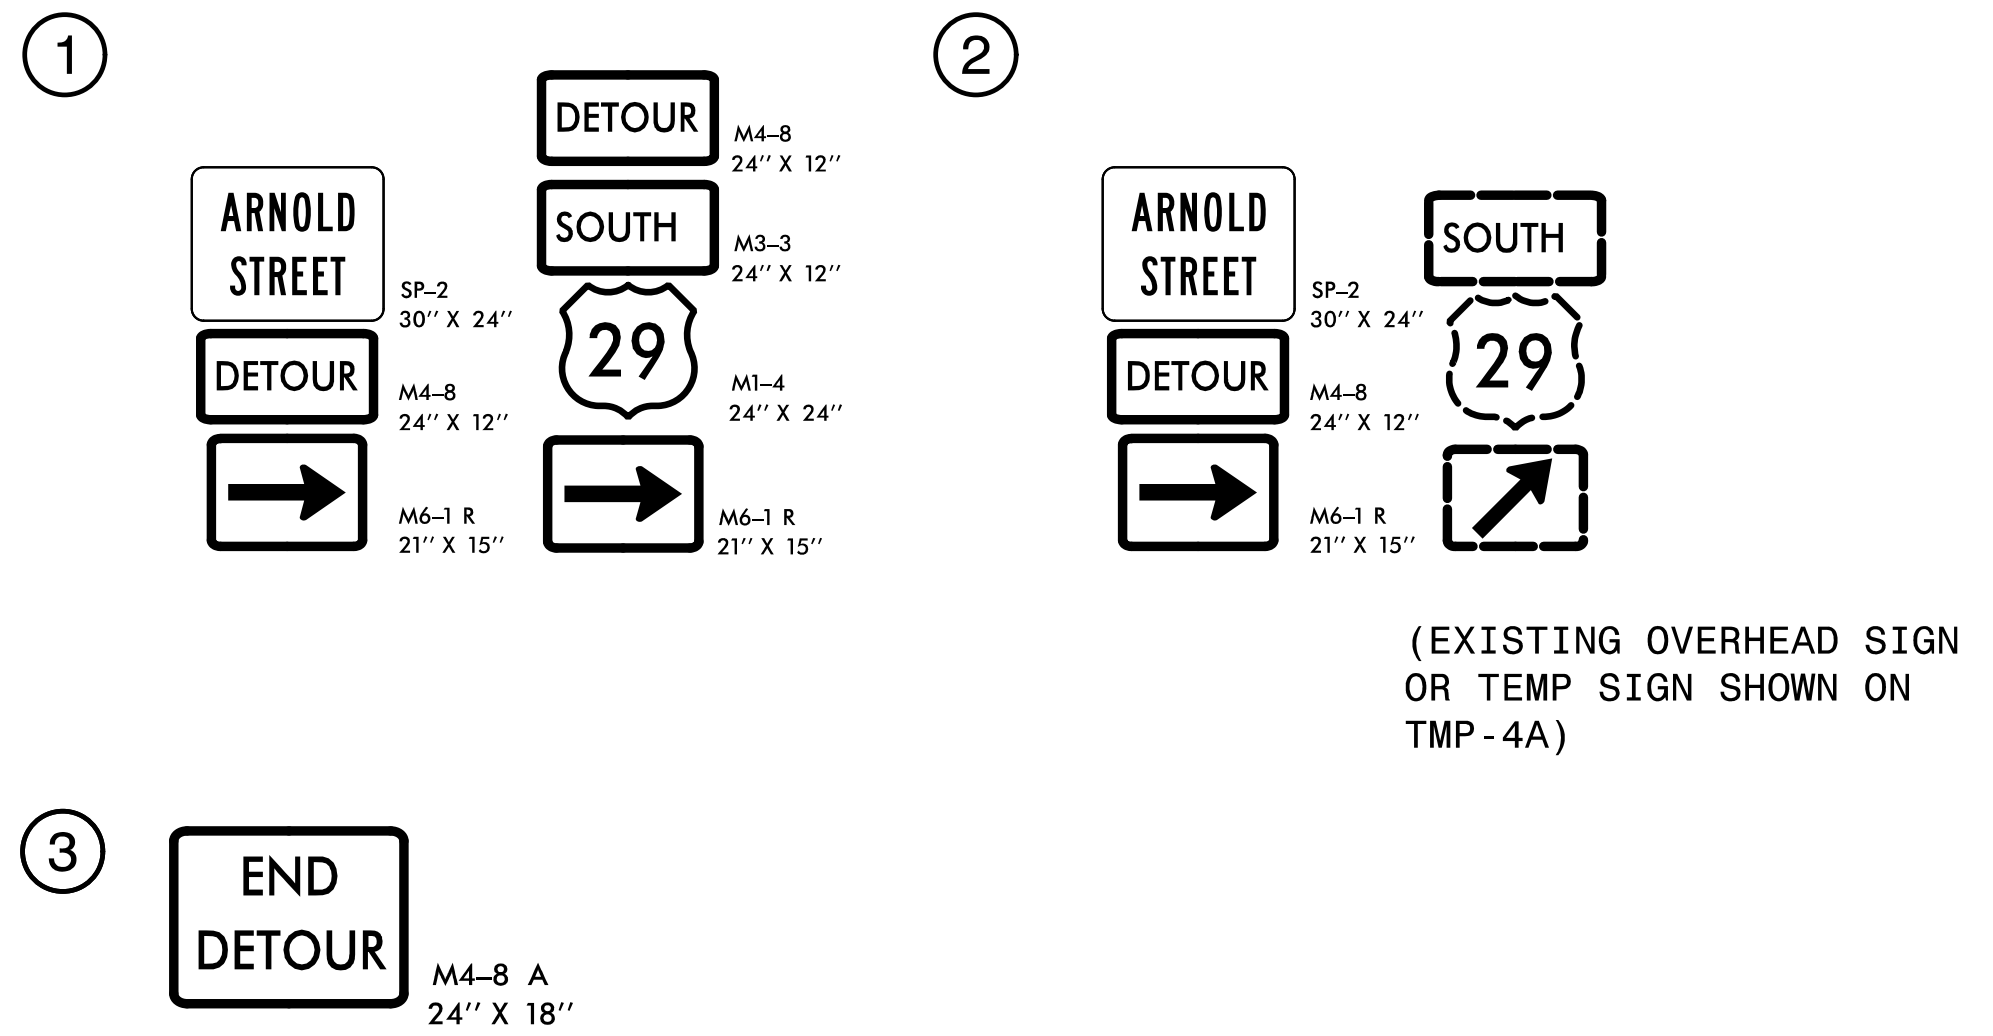 1
ARNOLD
STREET
SP–2
30'' X 24''
DETOUR
M4–8
24'' X 12''
M6–1 R
21'' X 15''
DETOUR
M4–8
24'' X 12''
SOUTH
M3–3
24'' X 12''
29
M1–4
24'' X 24''
M6–1 R
21'' X 15''
2
ARNOLD
STREET
SP–2
30'' X 24''
DETOUR
M4–8
24'' X 12''
M6–1 R
21'' X 15''
SOUTH
29
(EXISTING OVERHEAD SIGN
OR TEMP SIGN SHOWN ON
TMP-4A)
3
END
DETOUR
M4–8 A
24'' X 18''